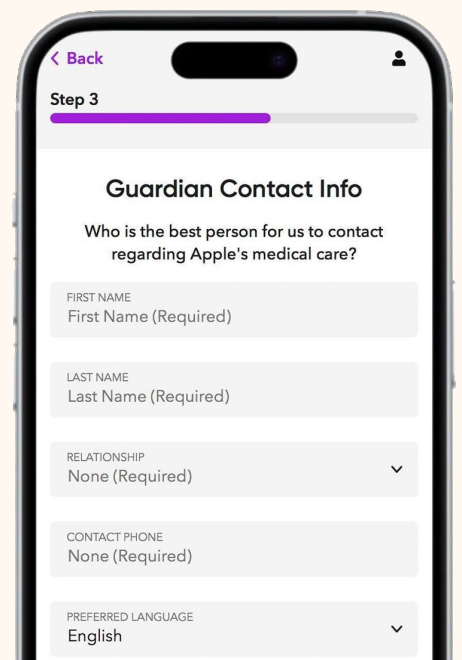 Back
Step 3
Guardian Contact Info
Who is the best person for us to contact
regarding Apple's medical care?
FIRST NAME
First Name (Required)
LAST NAME
Last Name (Required)
RELATIONSHIP
None (Required)
CONTACT PHONE
None (Required)
PREFERRED LANGUAGE
English